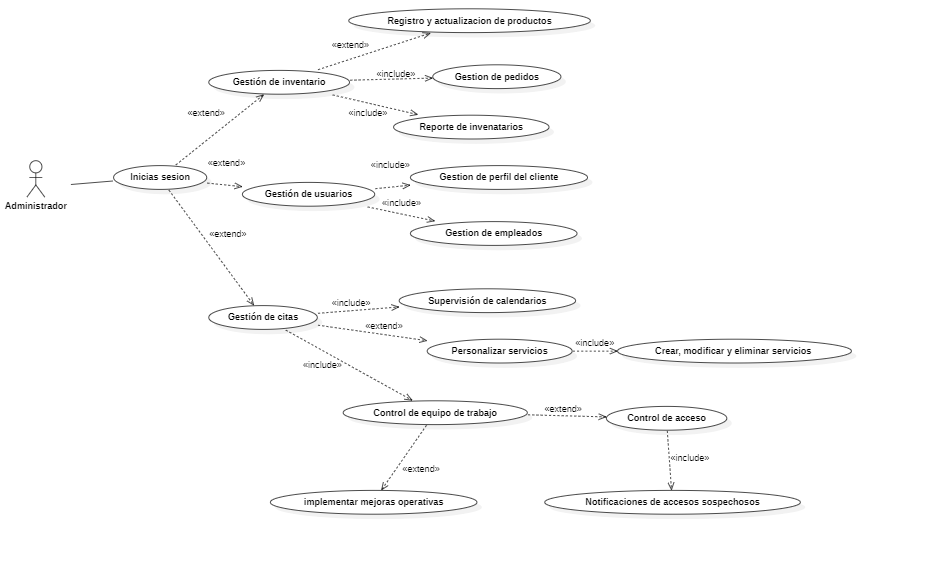 Registro y actualizacion de productos
«extend»
Gestión de inventario
«include»
Gestion de pedidos
«extend»
«include»
Reporte de invenatarios
«extend»
«include»
Administrador
Inicias sesion
Gestión de usuarios
Gestion de perfil del cliente
«include»
Gestion de empleados
«extend»
Gestión de citas
«include»
Supervisión de calendarios
«extend»
Personalizar servicios
«include»
Crear, modificar y eliminar servicios
«include»
Control de equipo de trabajo
«extend»
Control de acceso
«extend»
«include»
implementar mejoras operativas
Notificaciones de accesos sospechosos